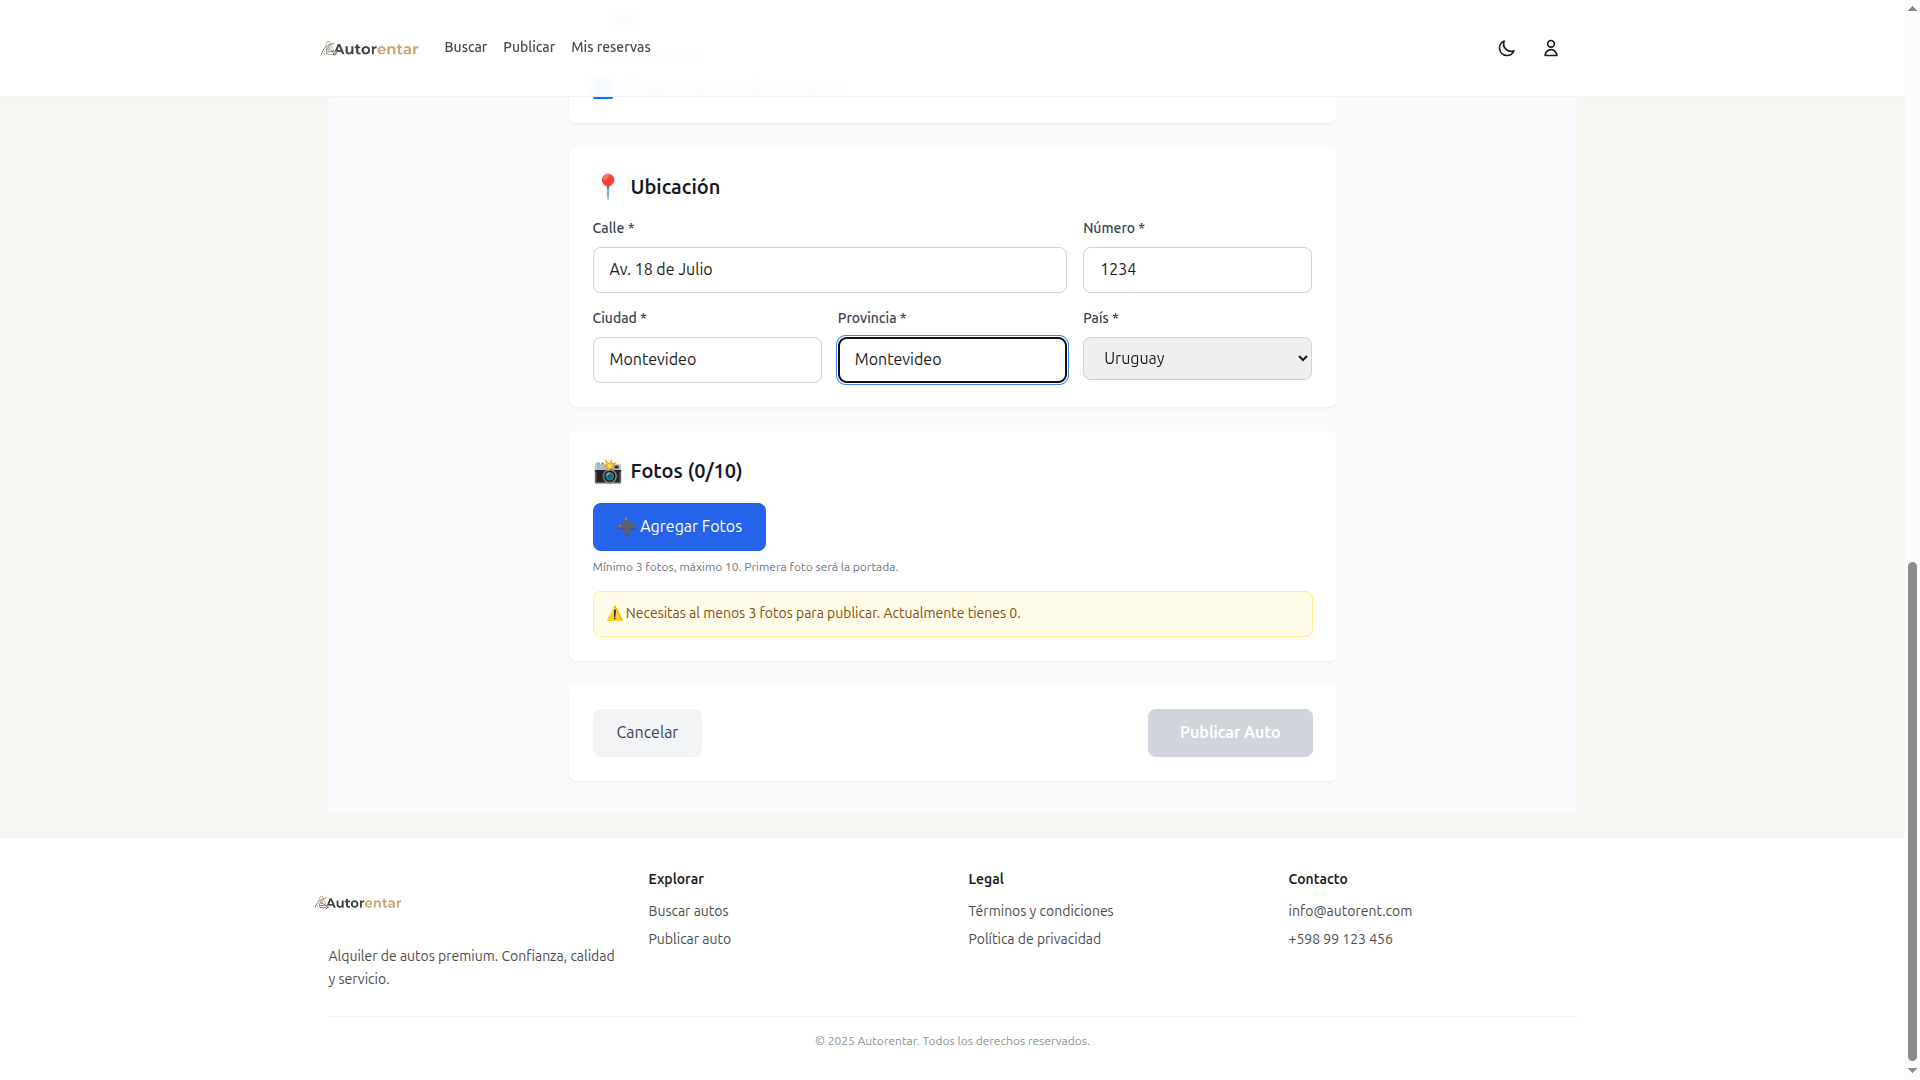 Autorentar
Buscar
Publicar
Mis reservas
Ubicación
Calle *
Número *
Av. 18 de Julio
1234
Ciudad *
Provincia *
País *
Montevideo
Montevideo
Uruguay
Fotos (0/10)
➕ Agregar Fotos
Mínimo 3 fotos, máximo 10. Primera foto será la portada.
⚠️ Necesitas al menos 3 fotos para publicar. Actualmente tienes 0.
Cancelar
Publicar Auto
Autorentar
Alquiler de autos premium. Confianza, calidad
y servicio.
Explorar
Buscar autos
Publicar auto
Legal
Términos y condiciones
Política de privacidad
Contacto
info@autorent.com
+598 99 123 456
© 2025 Autorentar. Todos los derechos reservados.